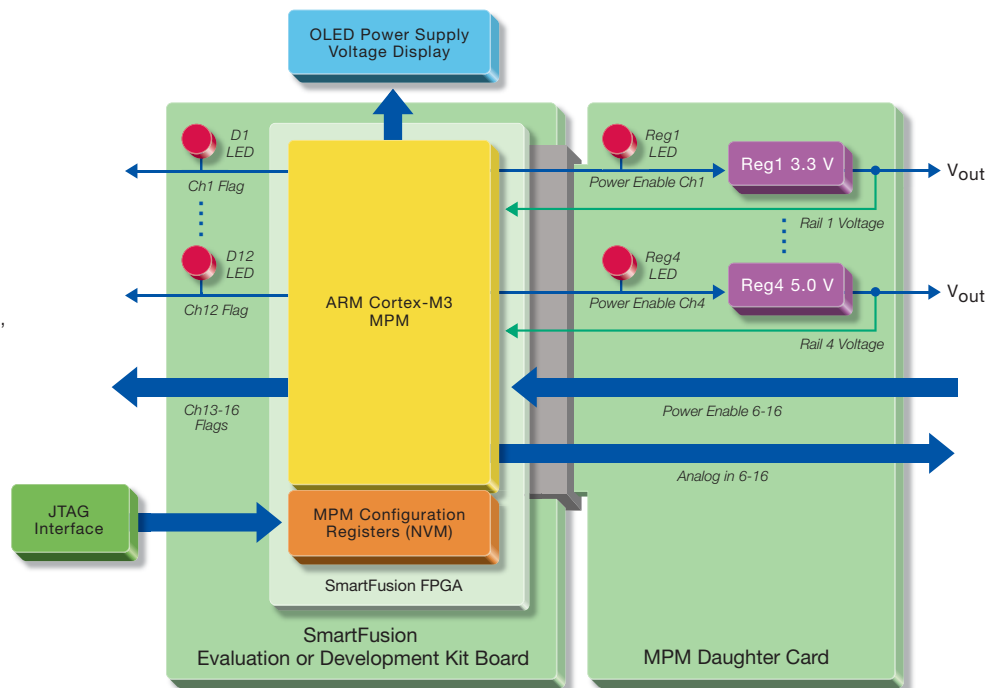 OLED Power Supply
Voltage Display
D1
LED
Ch1 Flag
D12
LED
Ch12 Flag
,
Ch13-16
Flags
ARM Cortex-M3
MPM
MPM Configuration
Registers (NVM)
SmartFusion FPGA
SmartFusion
Evaluation or Development Kit Board
JTAG
Interface
Reg1
LED
Power Enable Ch1
Reg1 3.3 V
Vout
Rail 1 Voltage
Reg4
LED
Power Enable Ch4
Reg4 5.0 V
Vout
Rail 4 Voltage
Power Enable 6-16
Analog in 6-16
MPM Daughter Card